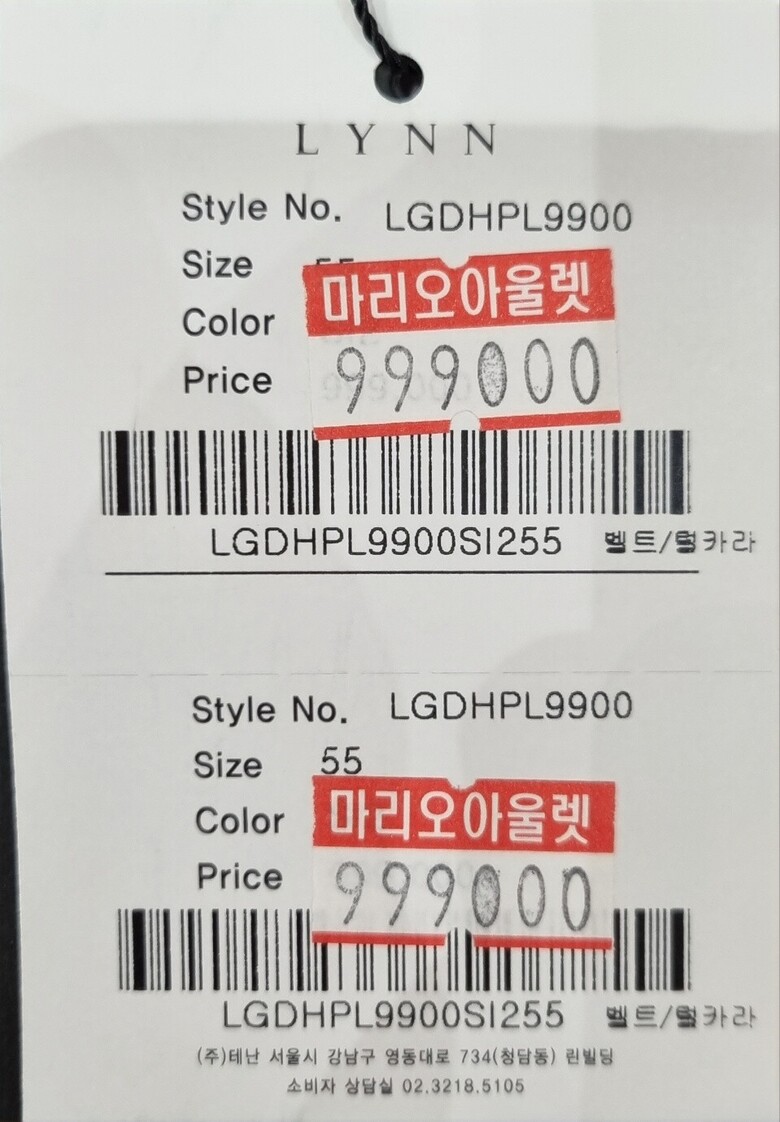 LYNN
Style No. LGDHPL9900
Size 55
마리오아울렛
Color
Price 999000
LGDHPL9900SI255 벨트/털카라
Style No. LGDHPL9900
Size 55
마리오아울렛
Color
Price 999000
LGDHPL9900SI255 벨트/털카라
(주)테난 서울시 강남구 영동대로 734(청담동) 린빌딩
소비자 상담실 02.3218.5105